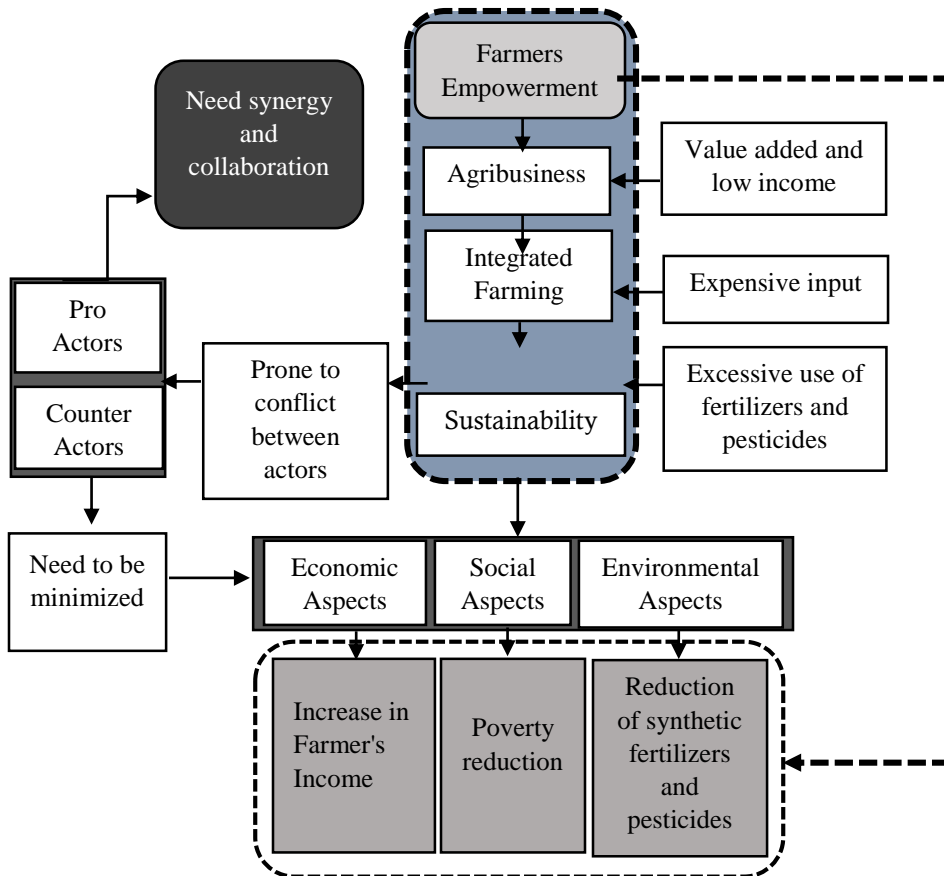 Farmers
Empowerment
Need synergy
and
collaboration
Value added and
low income
Agribusiness
Integrated
Farming
Expensive input
Pro
Actors
Counter
Actors
Prone to
conflict
between
actors
Excessive use of
fertilizers and
pesticides
Sustainability
Need to be
minimized
Economic
Aspects
Social
Aspects
Environmental
Aspects
Increase in
Farmer's
Income
Poverty
reduction
Reduction
of synthetic
fertilizers
and
pesticides